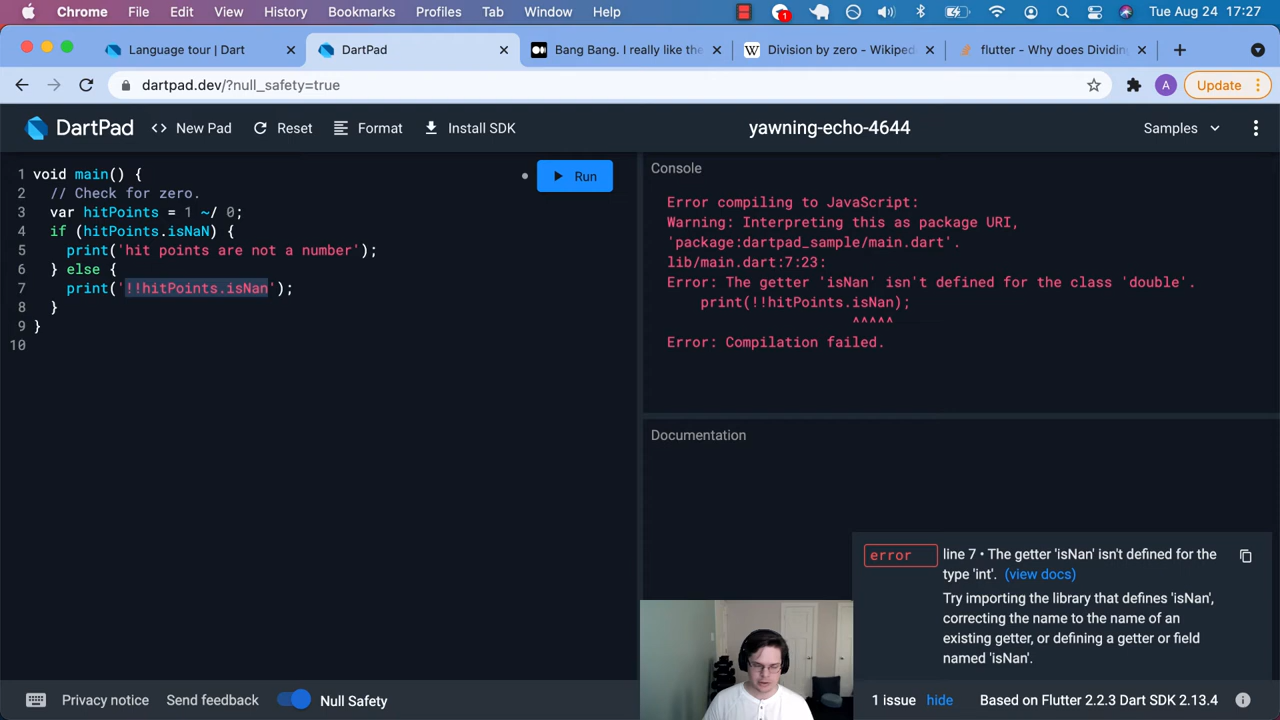 Chrome File Edit View History Bookmarks Profiles Tab Window Help 1 Tue Aug 24 17:27
Language tour | Dart DartPad Bang Bang. I really like the Division by zero - Wikiped flutter - Why does Dividing
dartpad.dev/?null_safety=true A Update
DartPad <> New Pad Reset Format Install SDK yawning-echo-4644 Samples
1 void main() {
2 // Check for zero.
3 var hitPoints = 1 ~/ 0;
4 if (hitPoints.isNaN) {
5 print('hit points are not a number');
6 } else {
7 print('!!hitPoints.isNan');
8 }
9 }
10
Run
Console
Error compiling to JavaScript:
Warning: Interpreting this as package URI,
'package:dartpad_sample/main.dart'.
lib/main.dart:7:23:
Error: The getter 'isNan' isn't defined for the class 'double'.
print(!!hitPoints.isNan);
^^^^^
Error: Compilation failed.
Documentation
error line 7 • The getter 'isNan' isn't defined for the
type 'int'. (view docs)
Try importing the library that defines 'isNan',
correcting the name to the name of an
existing getter, or defining a getter or field
named 'isNan'.
Privacy notice Send feedback Null Safety 1 issue hide Based on Flutter 2.2.3 Dart SDK 2.13.4